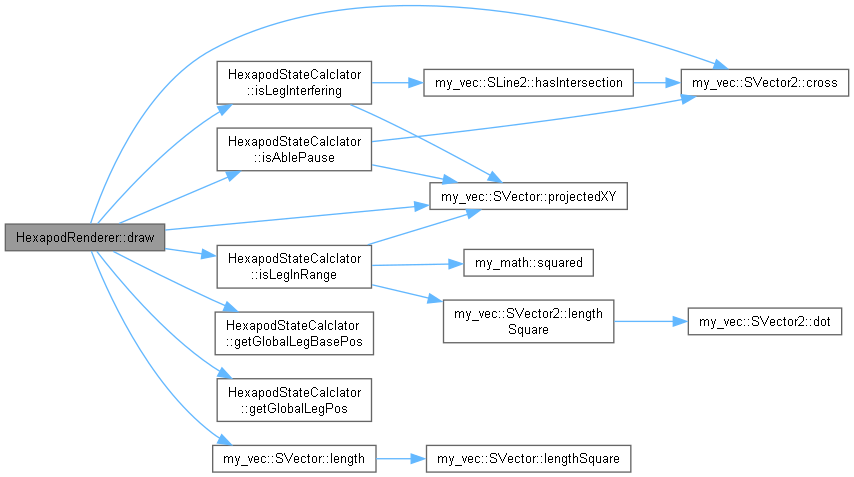 HexapodRenderer::draw
HexapodStateCalclator
::isLegInterfering
HexapodStateCalclator
::isAblePause
HexapodStateCalclator
::isLegInRange
HexapodStateCalclator
::getGlobalLegBasePos
HexapodStateCalclator
::getGlobalLegPos
my_vec::SVector::length
my_vec::SLine2::hasIntersection
my_vec::SVector::projectedXY
my_math::squared
my_vec::SVector2::length
Square
my_vec::SVector::lengthSquare
my_vec::SVector2::cross
my_vec::SVector2::dot